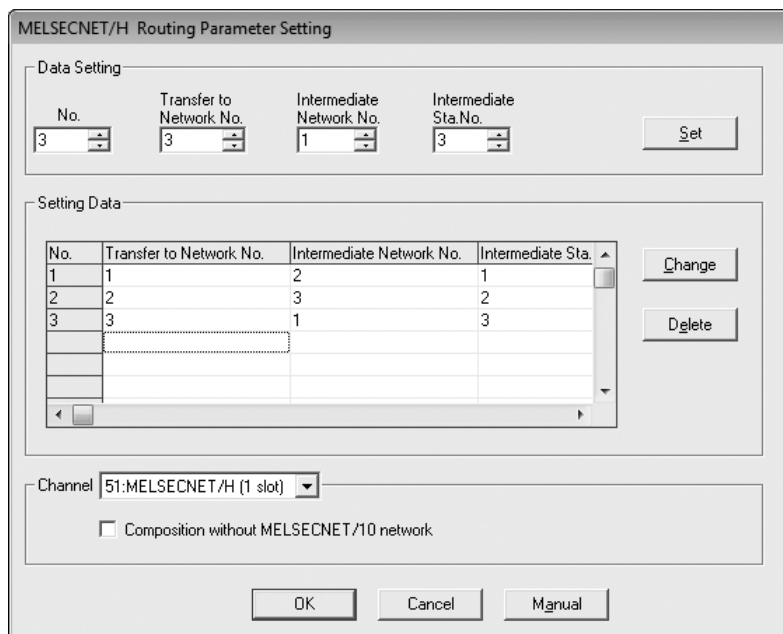 MELSECNET/H Routing Parameter Setting
Data Setting
No.
Transfer to
Network No.
Intermediate
Network No.
Intermediate
Sta.No.
3
3
1
3
Set
Setting Data
No. Transfer to Network No. Intermediate Network No. Intermediate Sta.
1 1 2 1
2 2 3 2
3 3 1 3
Change
Delete
Channel 51:MELSECNET/H (1 slot)
Composition without MELSECNET/10 network
OK Cancel Manual